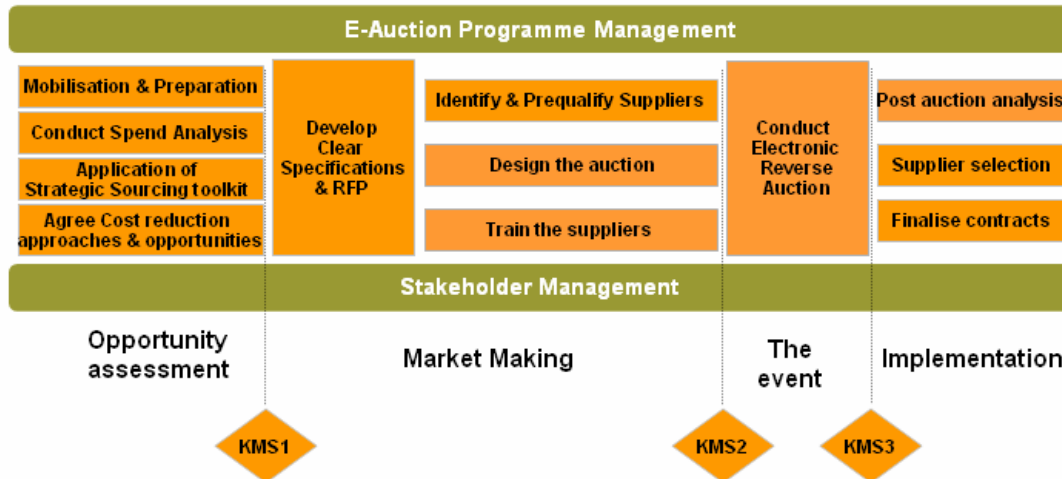 E-Auction Programme Management
Mobilisation & Preparation
Conduct Spend Analysis
Application of
Strategic Sourcing toolkit
Agree Cost reduction
approaches & opportunities
Develop
Clear
Specifications
& RFP
Identify & Prequalify Suppliers
Design the auction
Train the suppliers
Conduct
Electronic
Reverse
Auction
Post auction analysis
Supplier selection
Finalise contracts
Stakeholder Management
Opportunity
assessment
Market Making
The
event
Implementation
KMS1
KMS2
KMS3